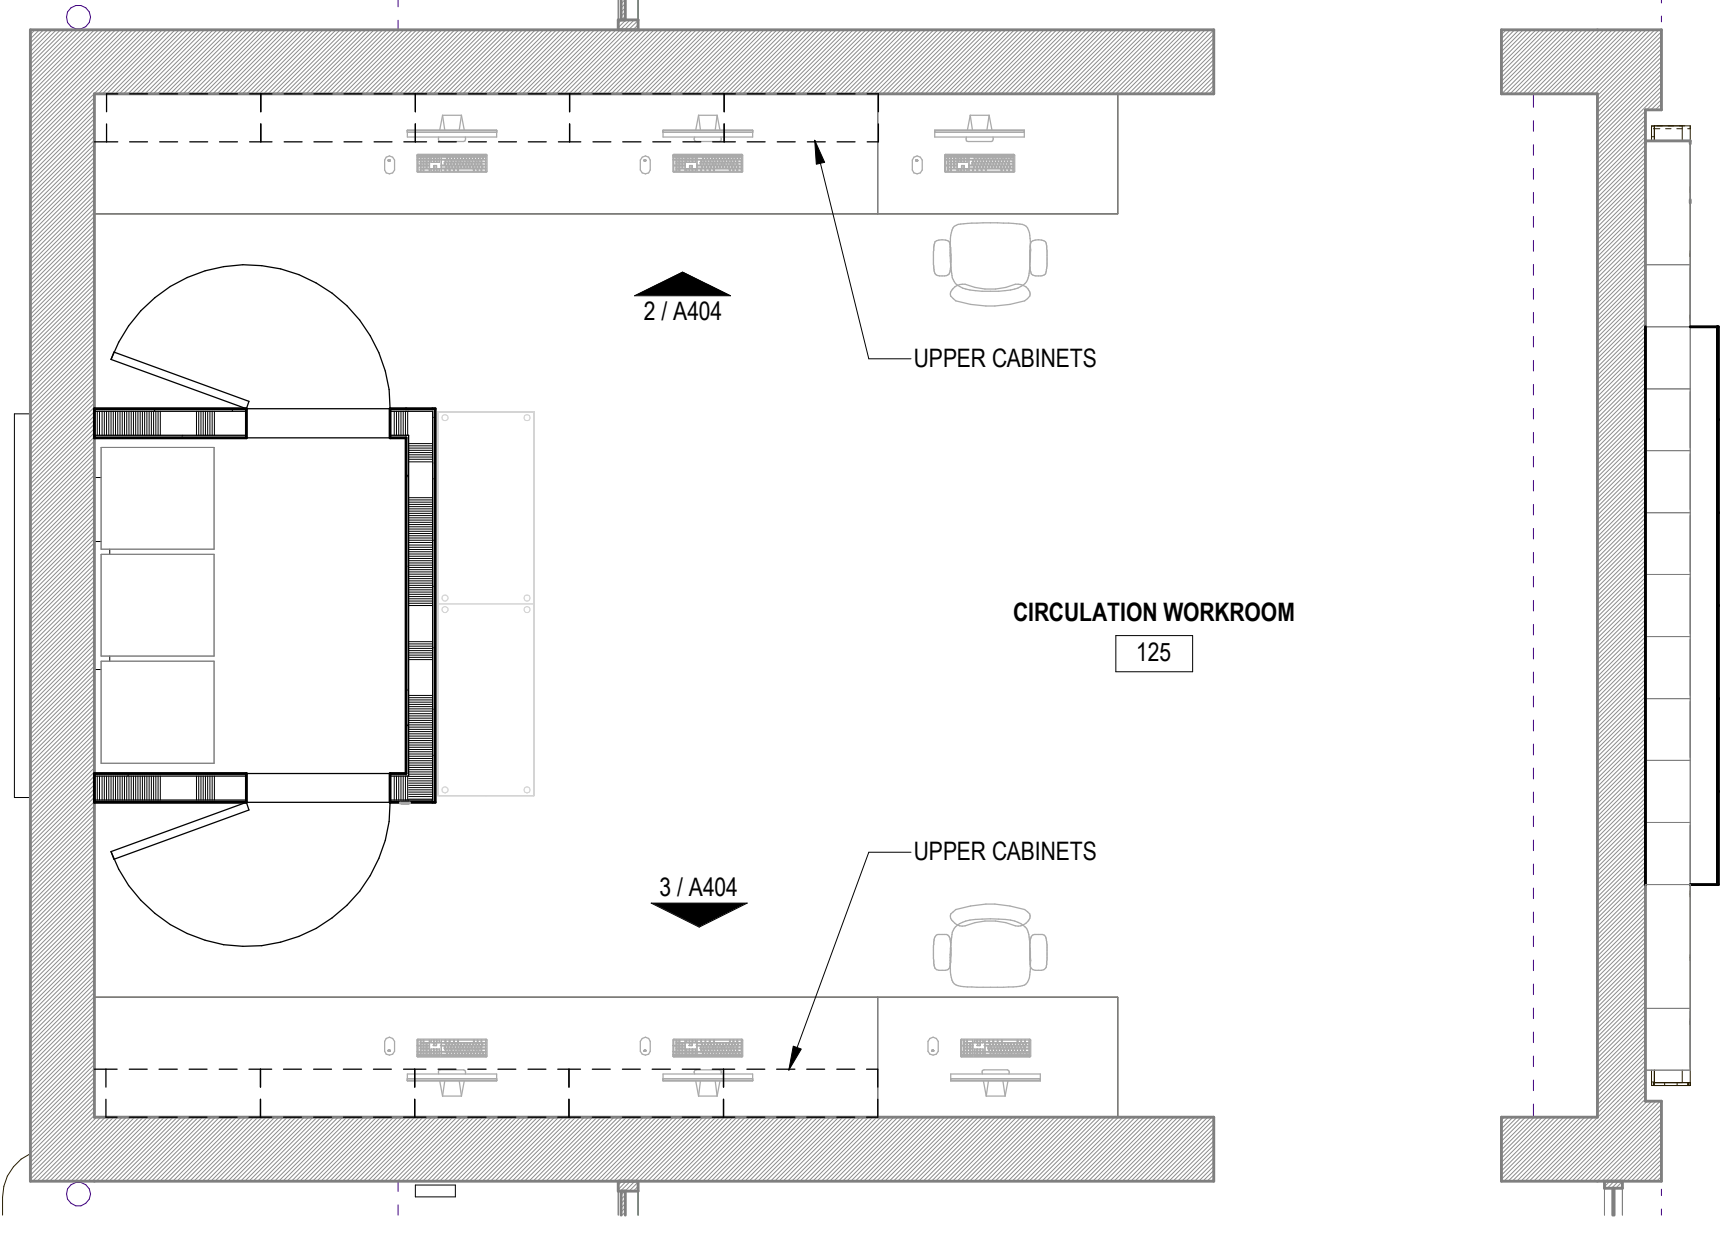 2 / A404
UPPER CABINETS
CIRCULATION WORKROOM
125
UPPER CABINETS
3 / A404